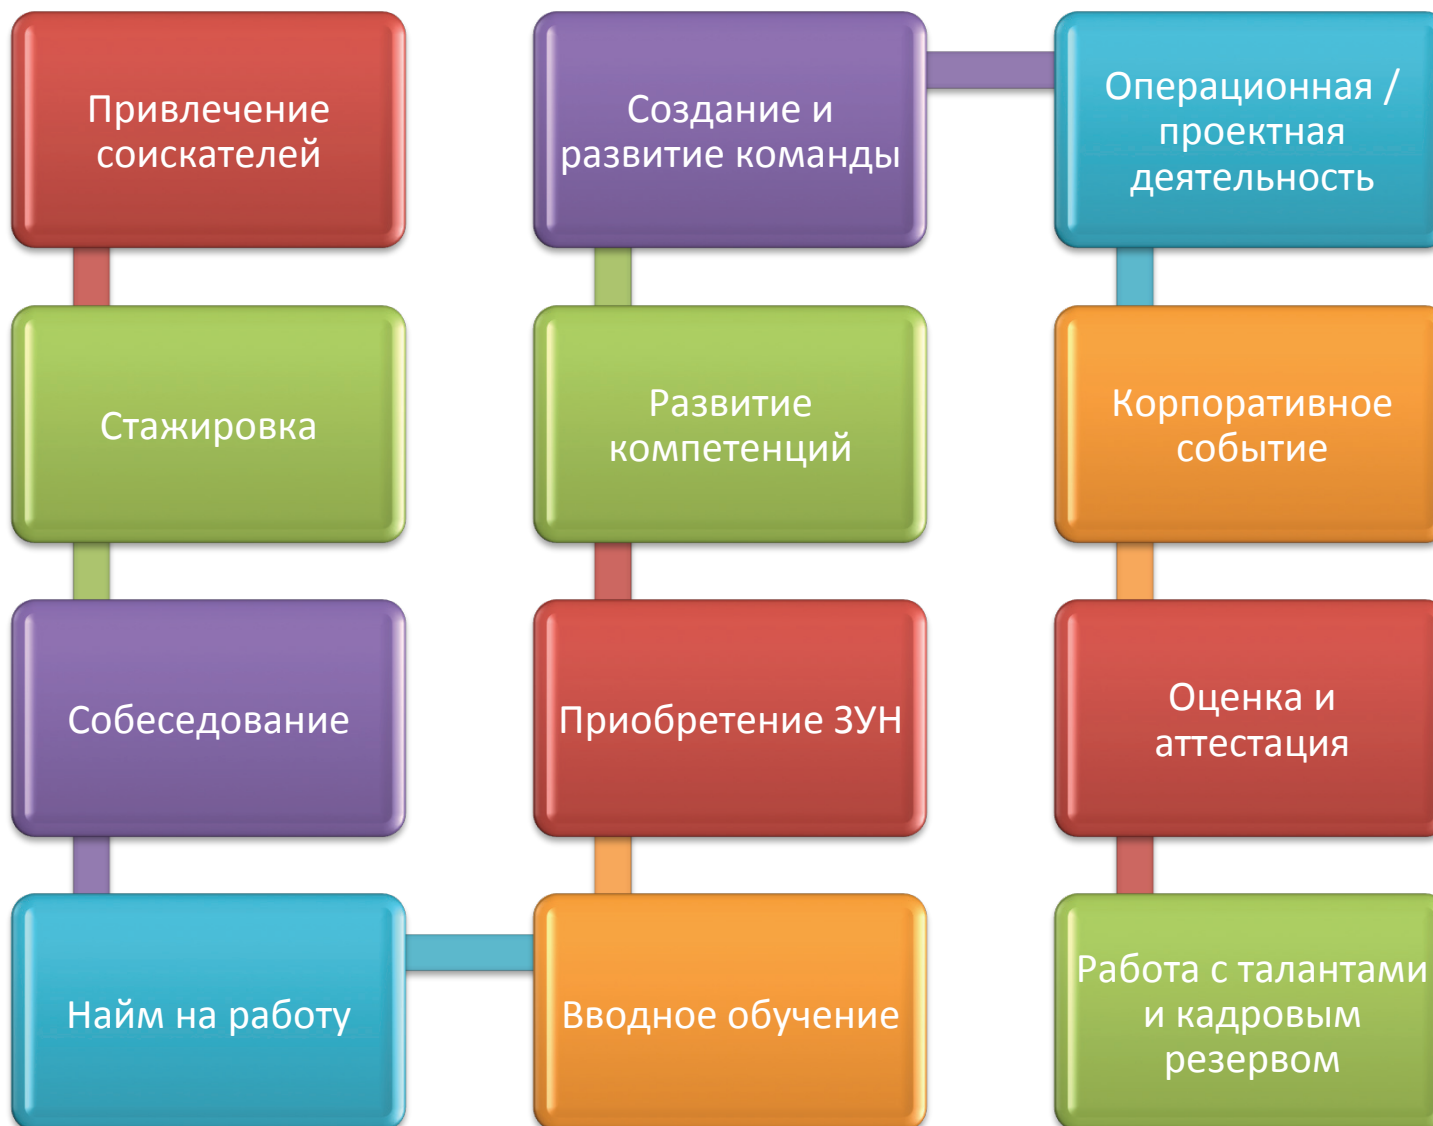 Привлечение
соискателей
Стажировка
Собеседование
Найм на работу
Вводное обучение
Приобретение ЗУН
Развитие
компетенций
Создание и
развитие команды
Операционная /
проектная
деятельность
Корпоративное
событие
Оценка и
аттестация
Работа с талантами
и кадровым
резервом